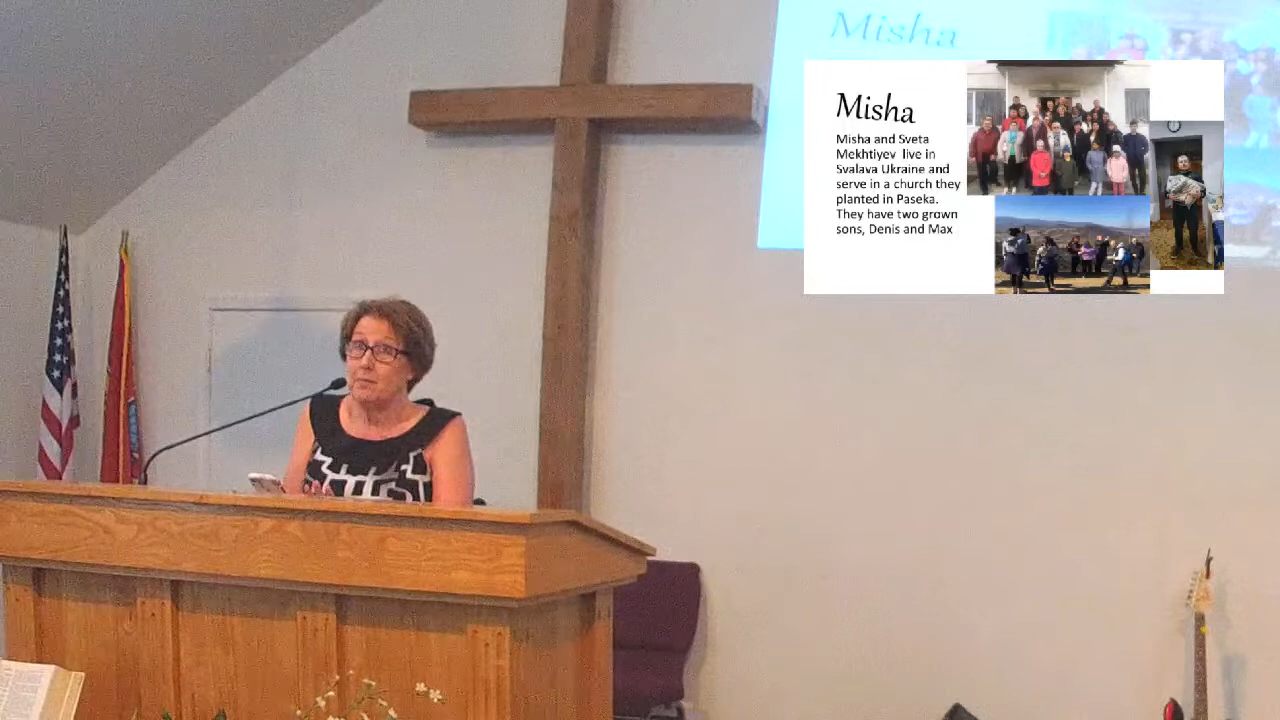 Misha
Misha
Misha and Sveta
Mekhtiyev live in
Svalava Ukraine and
serve in a church they
planted in Paseka.
They have two grown
sons, Denis and Max